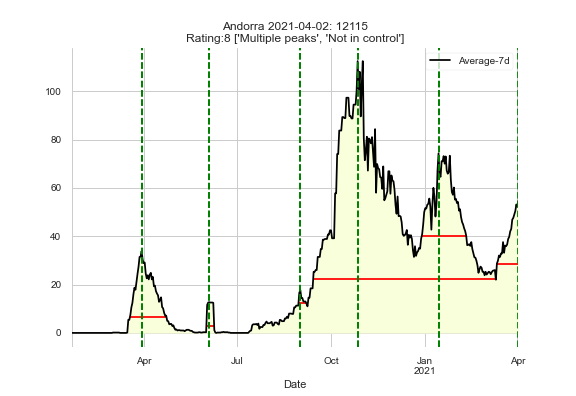 Andorra 2021-04-02: 12115
Rating:8 ['Multiple peaks', 'Not in control']
Average-7d
100
80
60
40
20
0
Apr
Jul
Oct
Jan
2021
Apr
Date